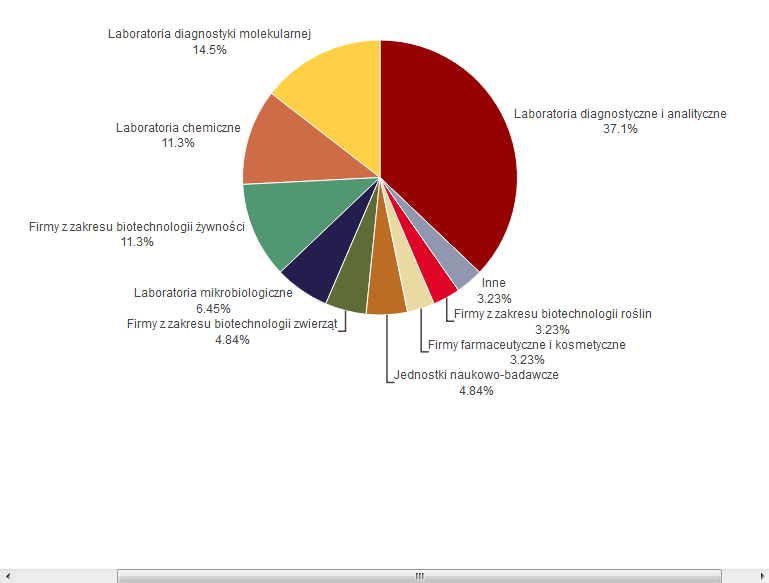 Laboratoria diagnostyki molekularnej
14.5%
Laboratoria diagnostyczne i analityczne
37.1%
Laboratoria chemiczne
11.3%
Firmy z zakresu biotechnologii żywności
11.3%
Inne
3.23%
Laboratoria mikrobiologiczne
6.45%
Firmy z zakresu biotechnologii roślin
3.23%
Firmy z zakresu biotechnologii zwierząt
4.84%
Firmy farmaceutyczne i kosmetyczne
3.23%
Jednostki naukowo-badawcze
4.84%